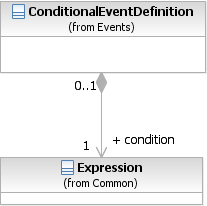 ConditionalEventDefinition
(from Events)
0..1
1
+ condition
Expression
(from Common)